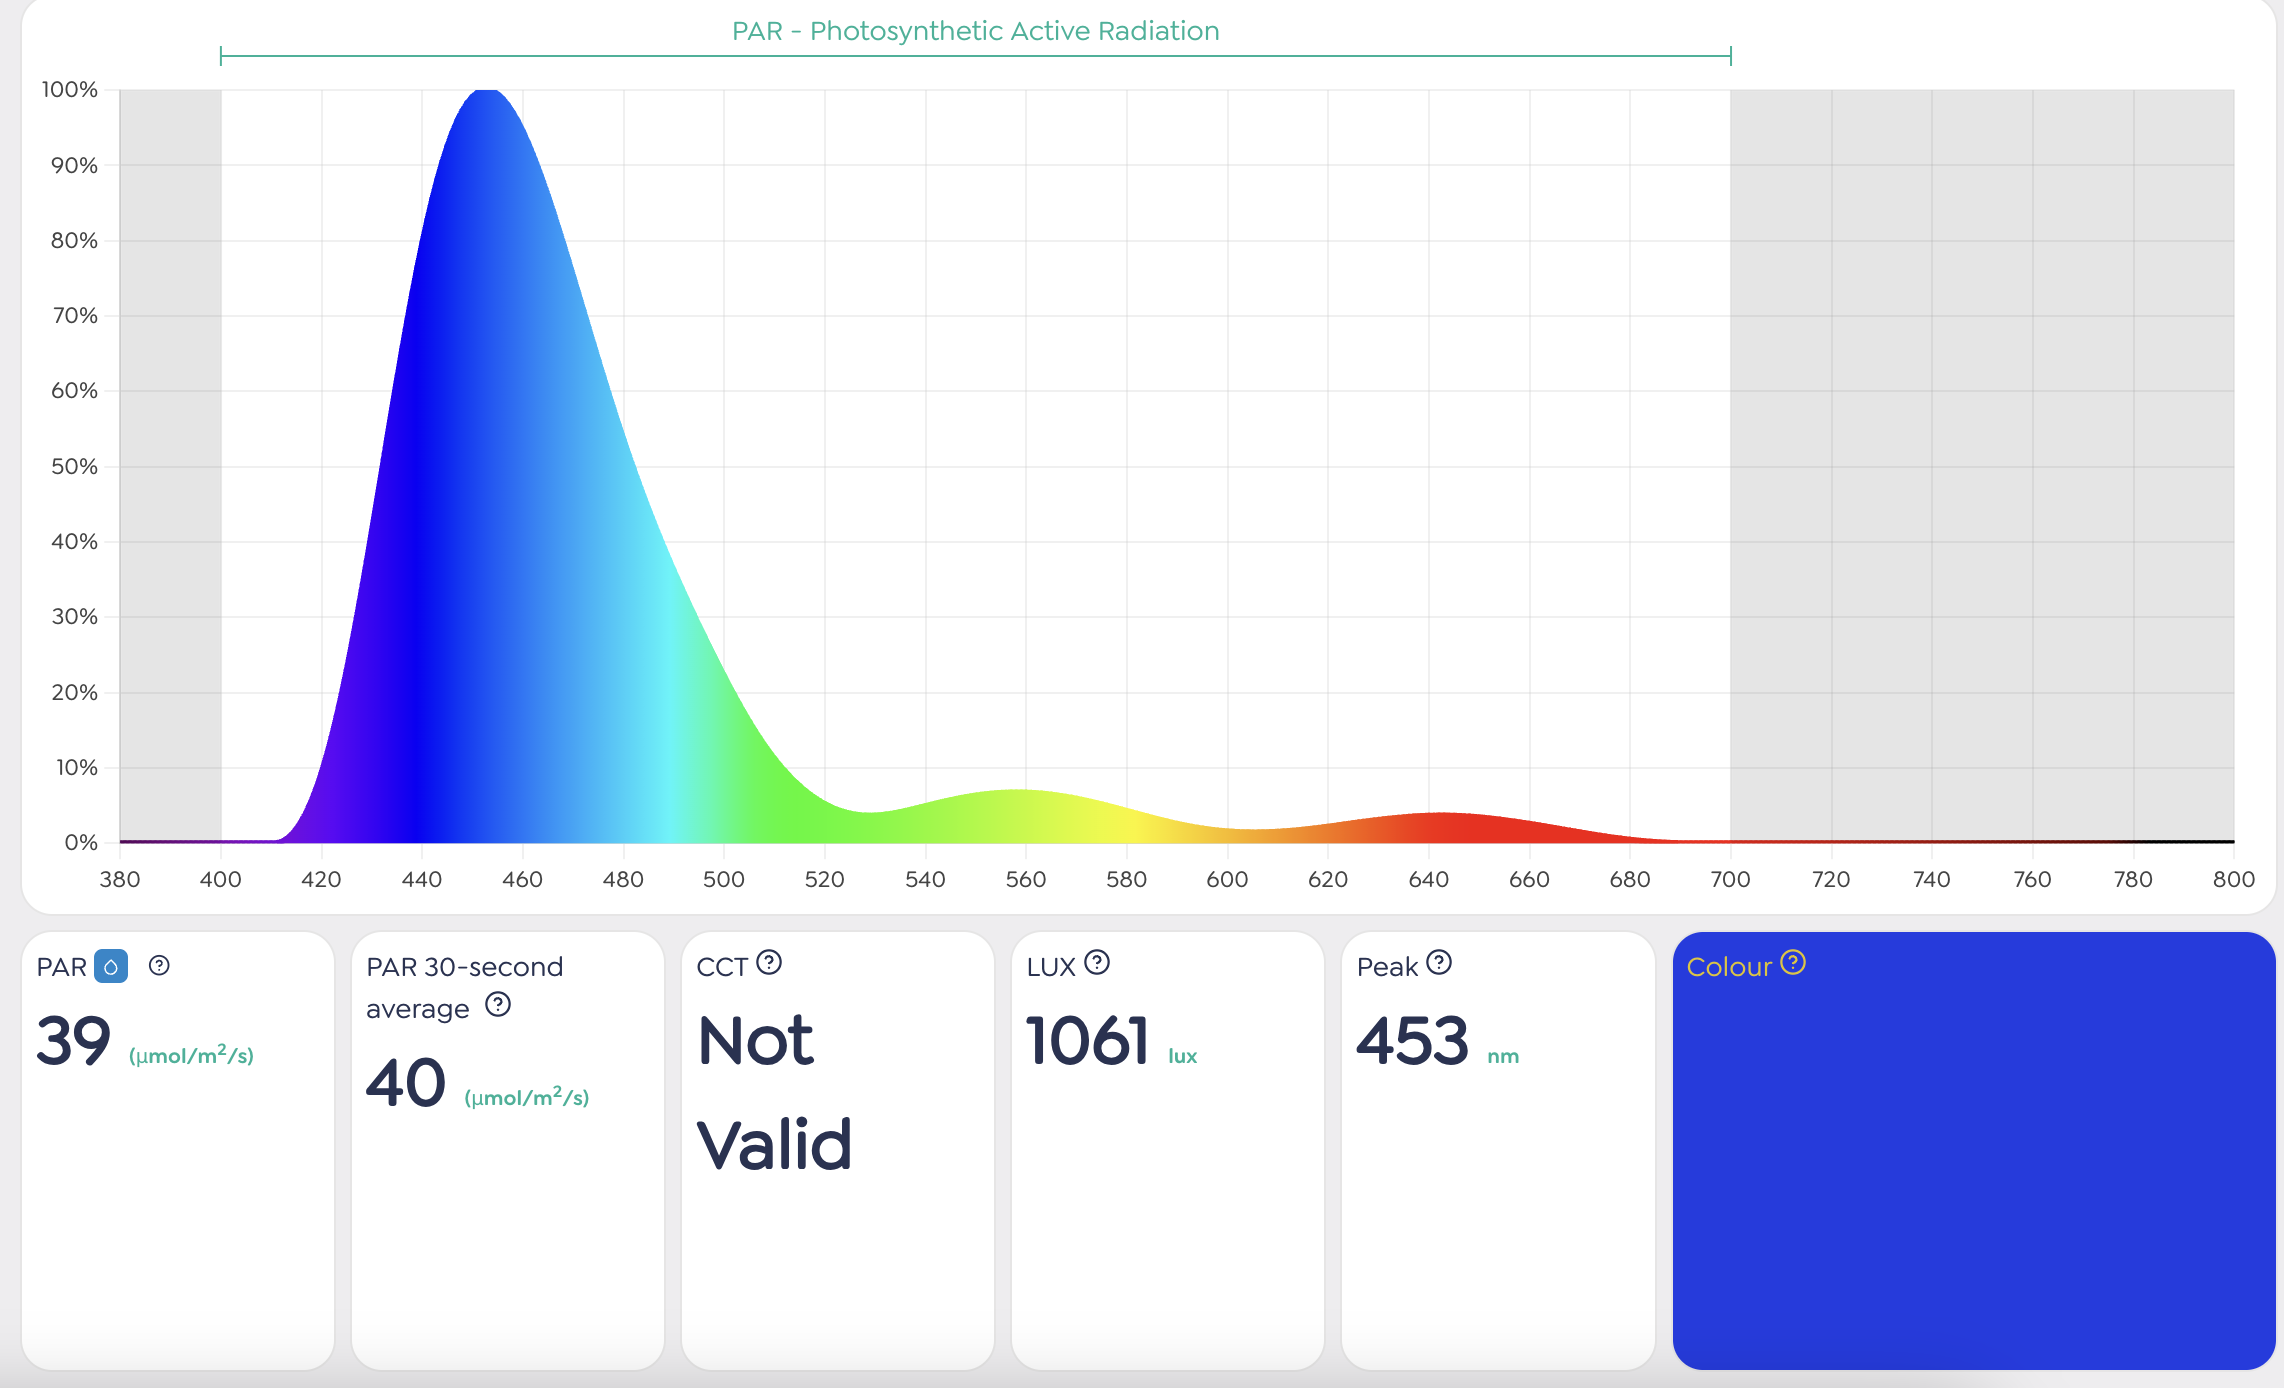 PAR - Photosynthetic Active Radiation
100%
90%
80%
70%
60%
50%
40%
30%
20%
10%
0%
380 400 420 440 460 480 500 520 540 560 580 600 620 640 660 680 700 720 740 760 780 800
PAR ?
39 (μmol/m²/s)
PAR 30-second
average ?
40 (μmol/m²/s)
CCT ?
Not
Valid
LUX ?
1061 lux
Peak ?
453 nm
Colour ?